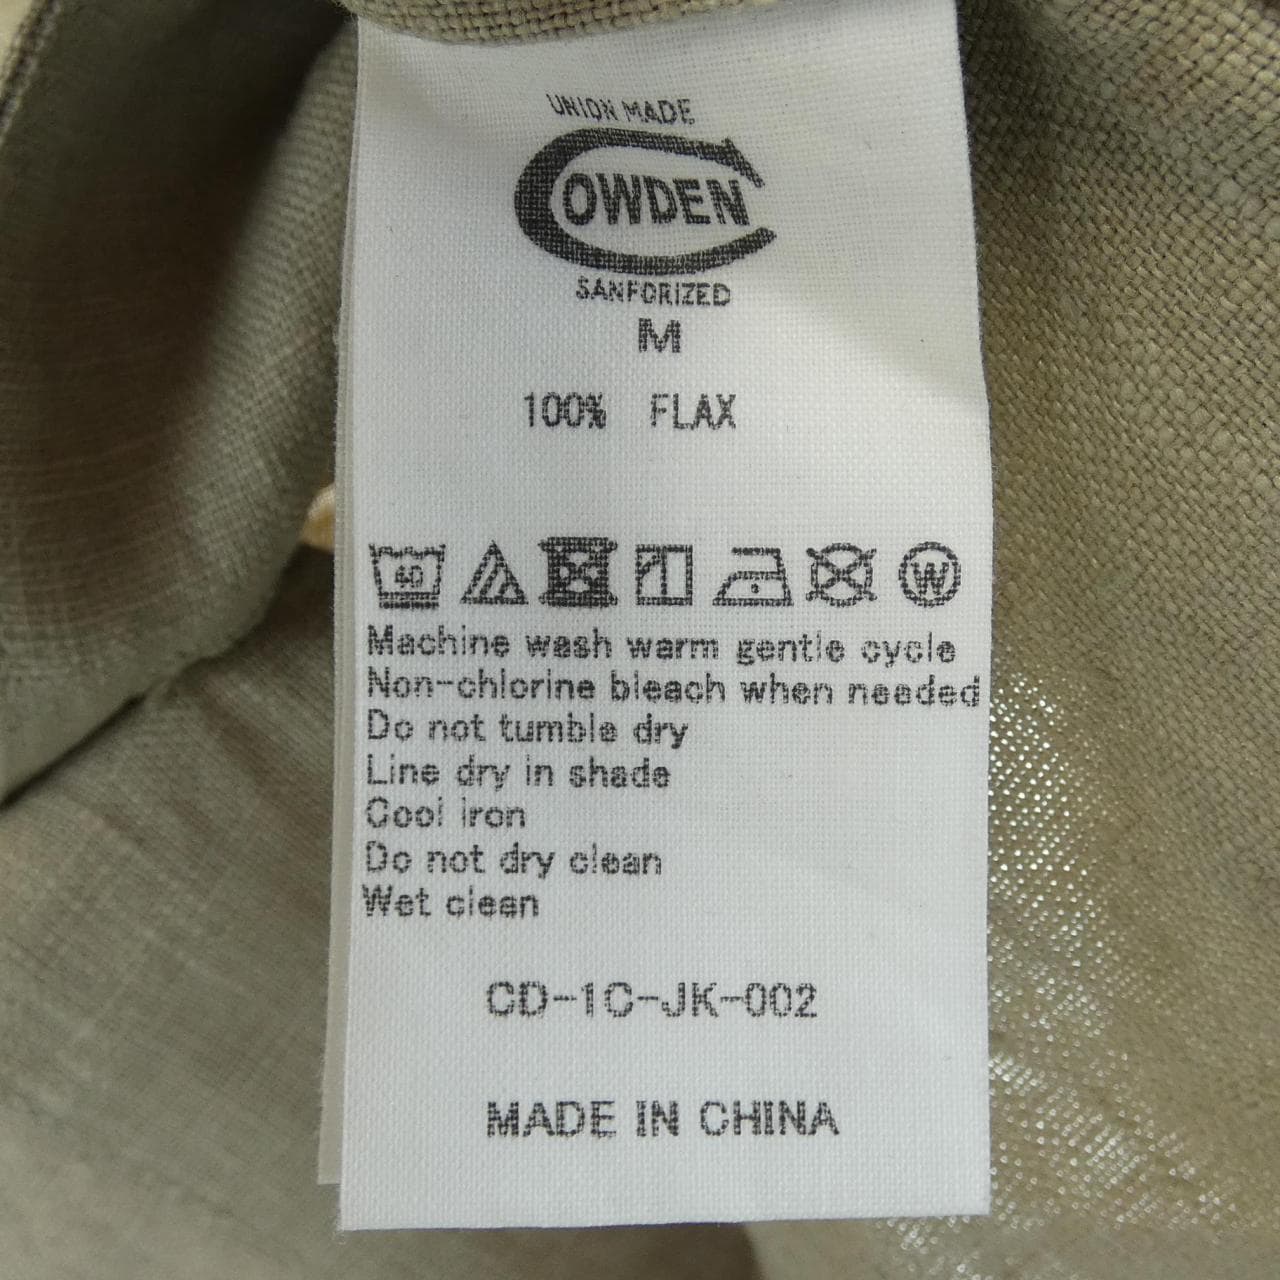 UNION MADE
COWDEN
SANFORIZED
M
100% FLAX
40 W
Machine wash warm gentle cycle
Non-chlorine bleach when needed
Do not tumble dry
Line dry in shade
Cool iron
Do not dry clean
Wet clean
CD-1C-JK-002
MADE IN CHINA